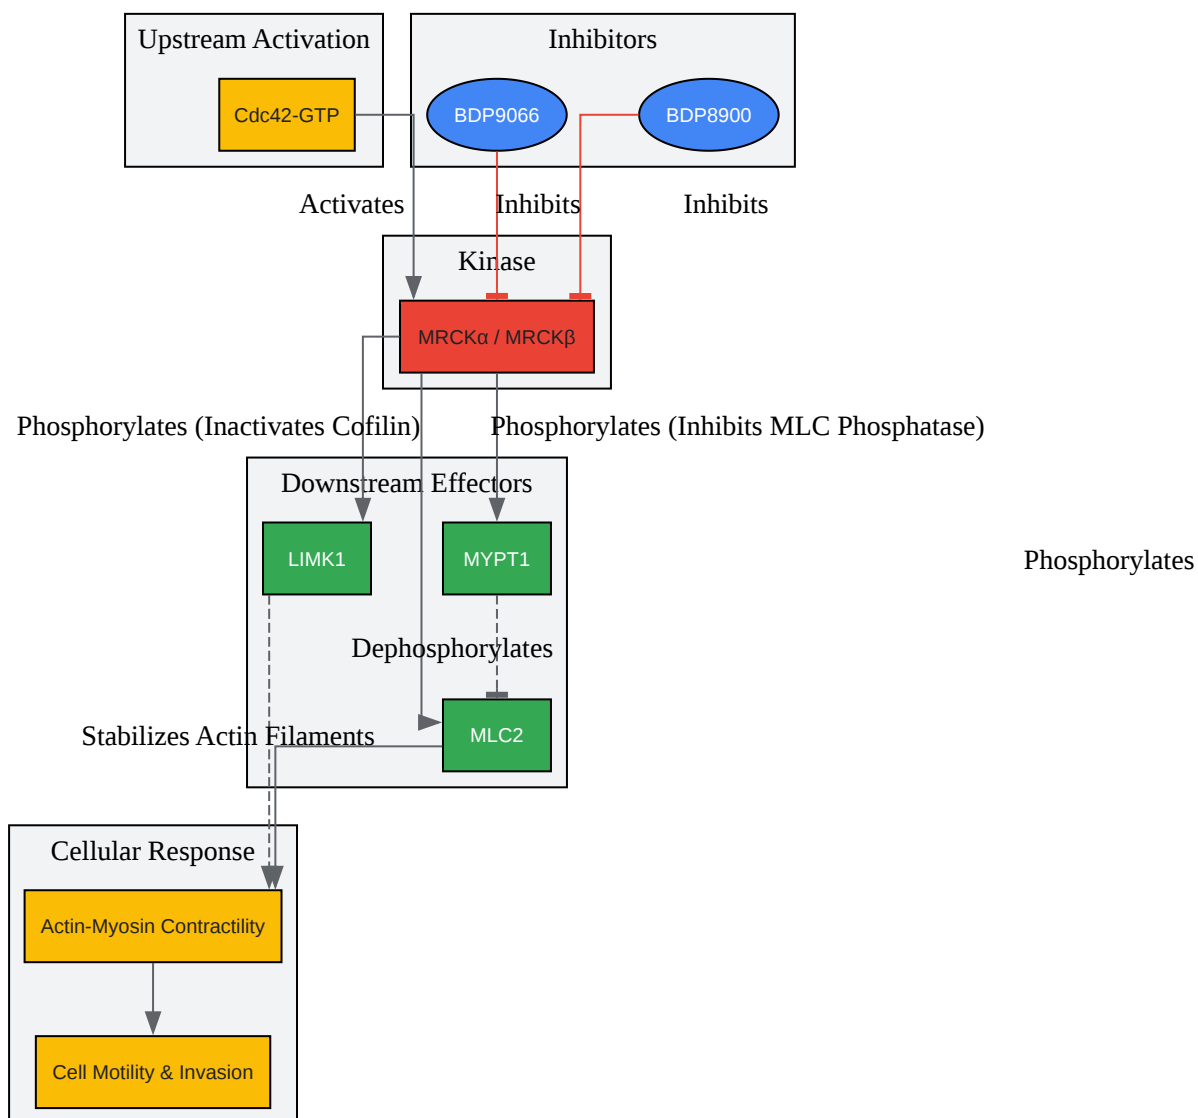 Upstream Activation
Inhibitors
Cdc42-GTP
BDP9066
BDP8900
Activates
Inhibits
Inhibits
Kinase
MRCKα / MRCKβ
Phosphorylates (Inactivates Cofilin)
Phosphorylates (Inhibits MLC Phosphatase)
Downstream Effectors
LIMK1
MYPT1
Phosphorylates
Dephosphorylates
Stabilizes Actin Filaments
MLC2
Cellular Response
Actin-Myosin Contractility
Cell Motility & Invasion